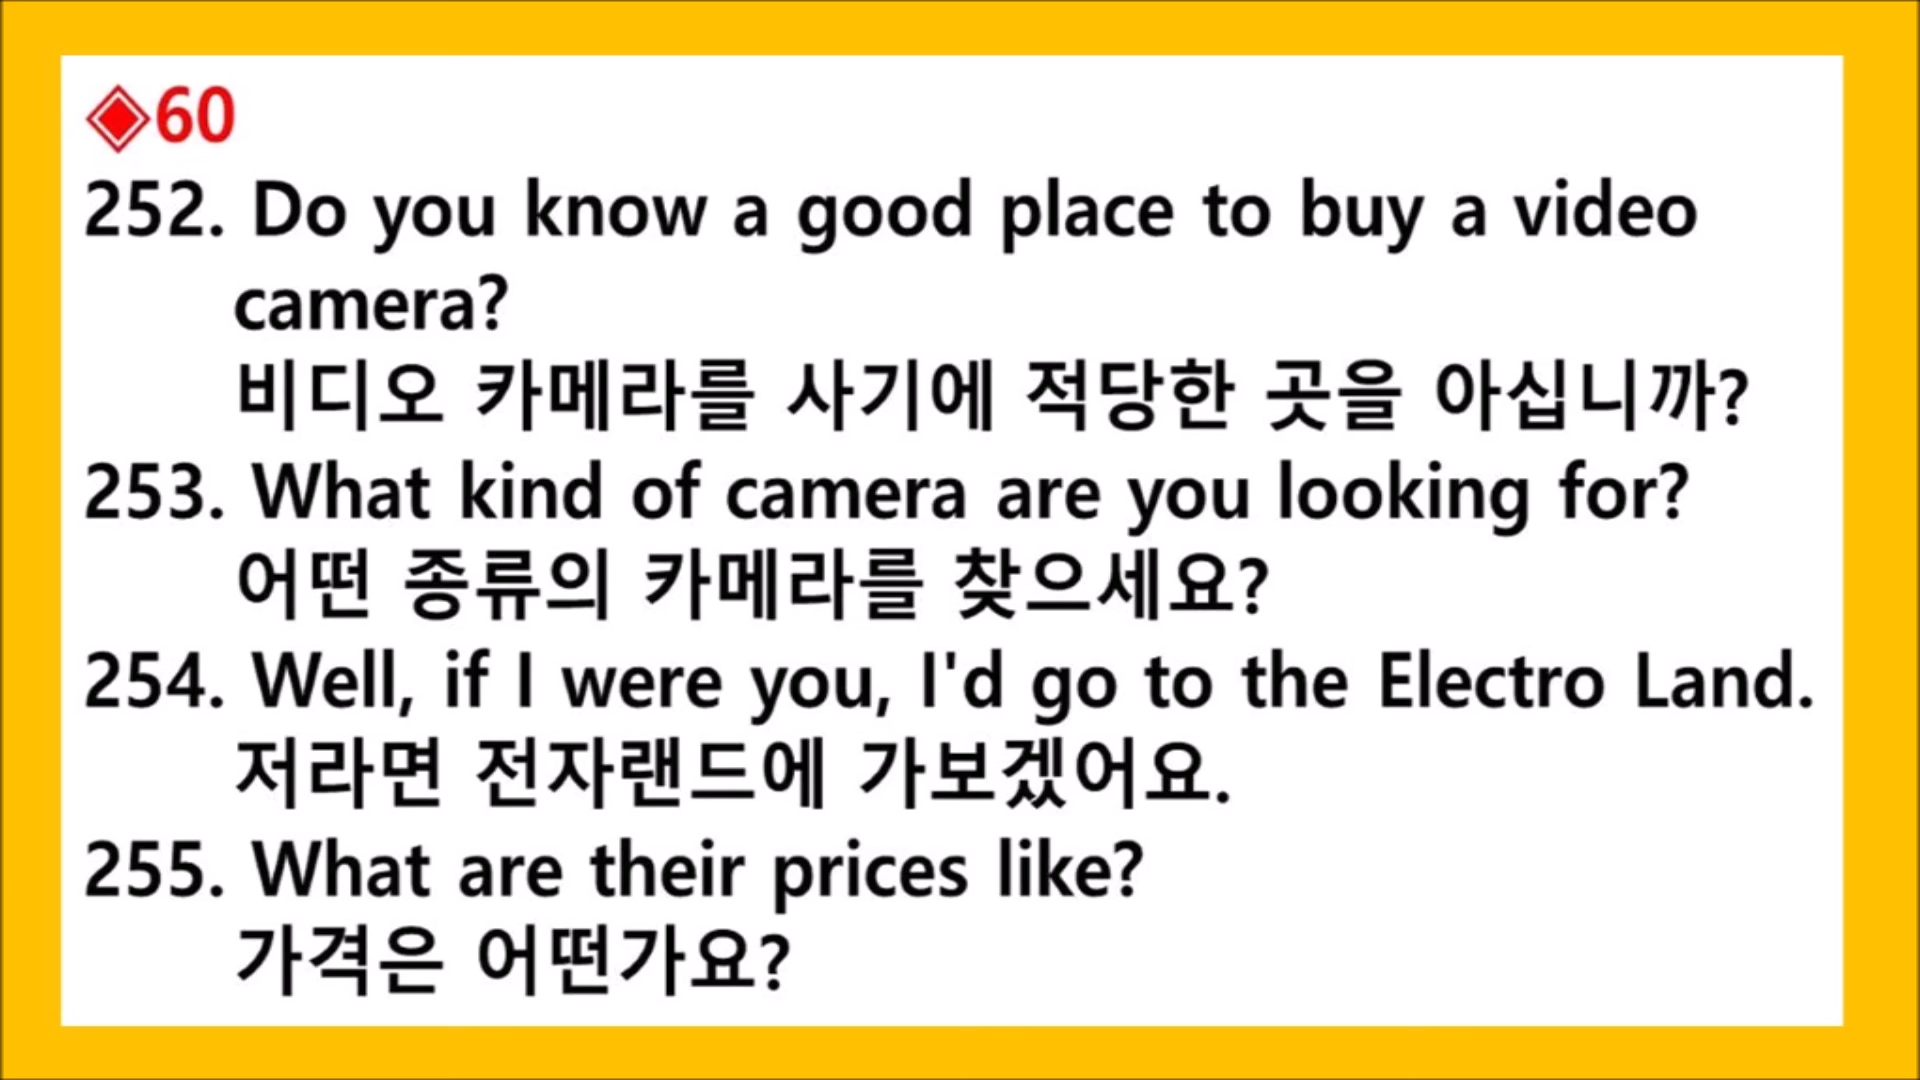 ◈60
252. Do you know a good place to buy a video
camera?
비디오 카메라를 사기에 적당한 곳을 아십니까?
253. What kind of camera are you looking for?
어떤 종류의 카메라를 찾으세요?
254. Well, if I were you, I'd go to the Electro Land.
저라면 전자랜드에 가보겠어요.
255. What are their prices like?
가격은 어떤가요?